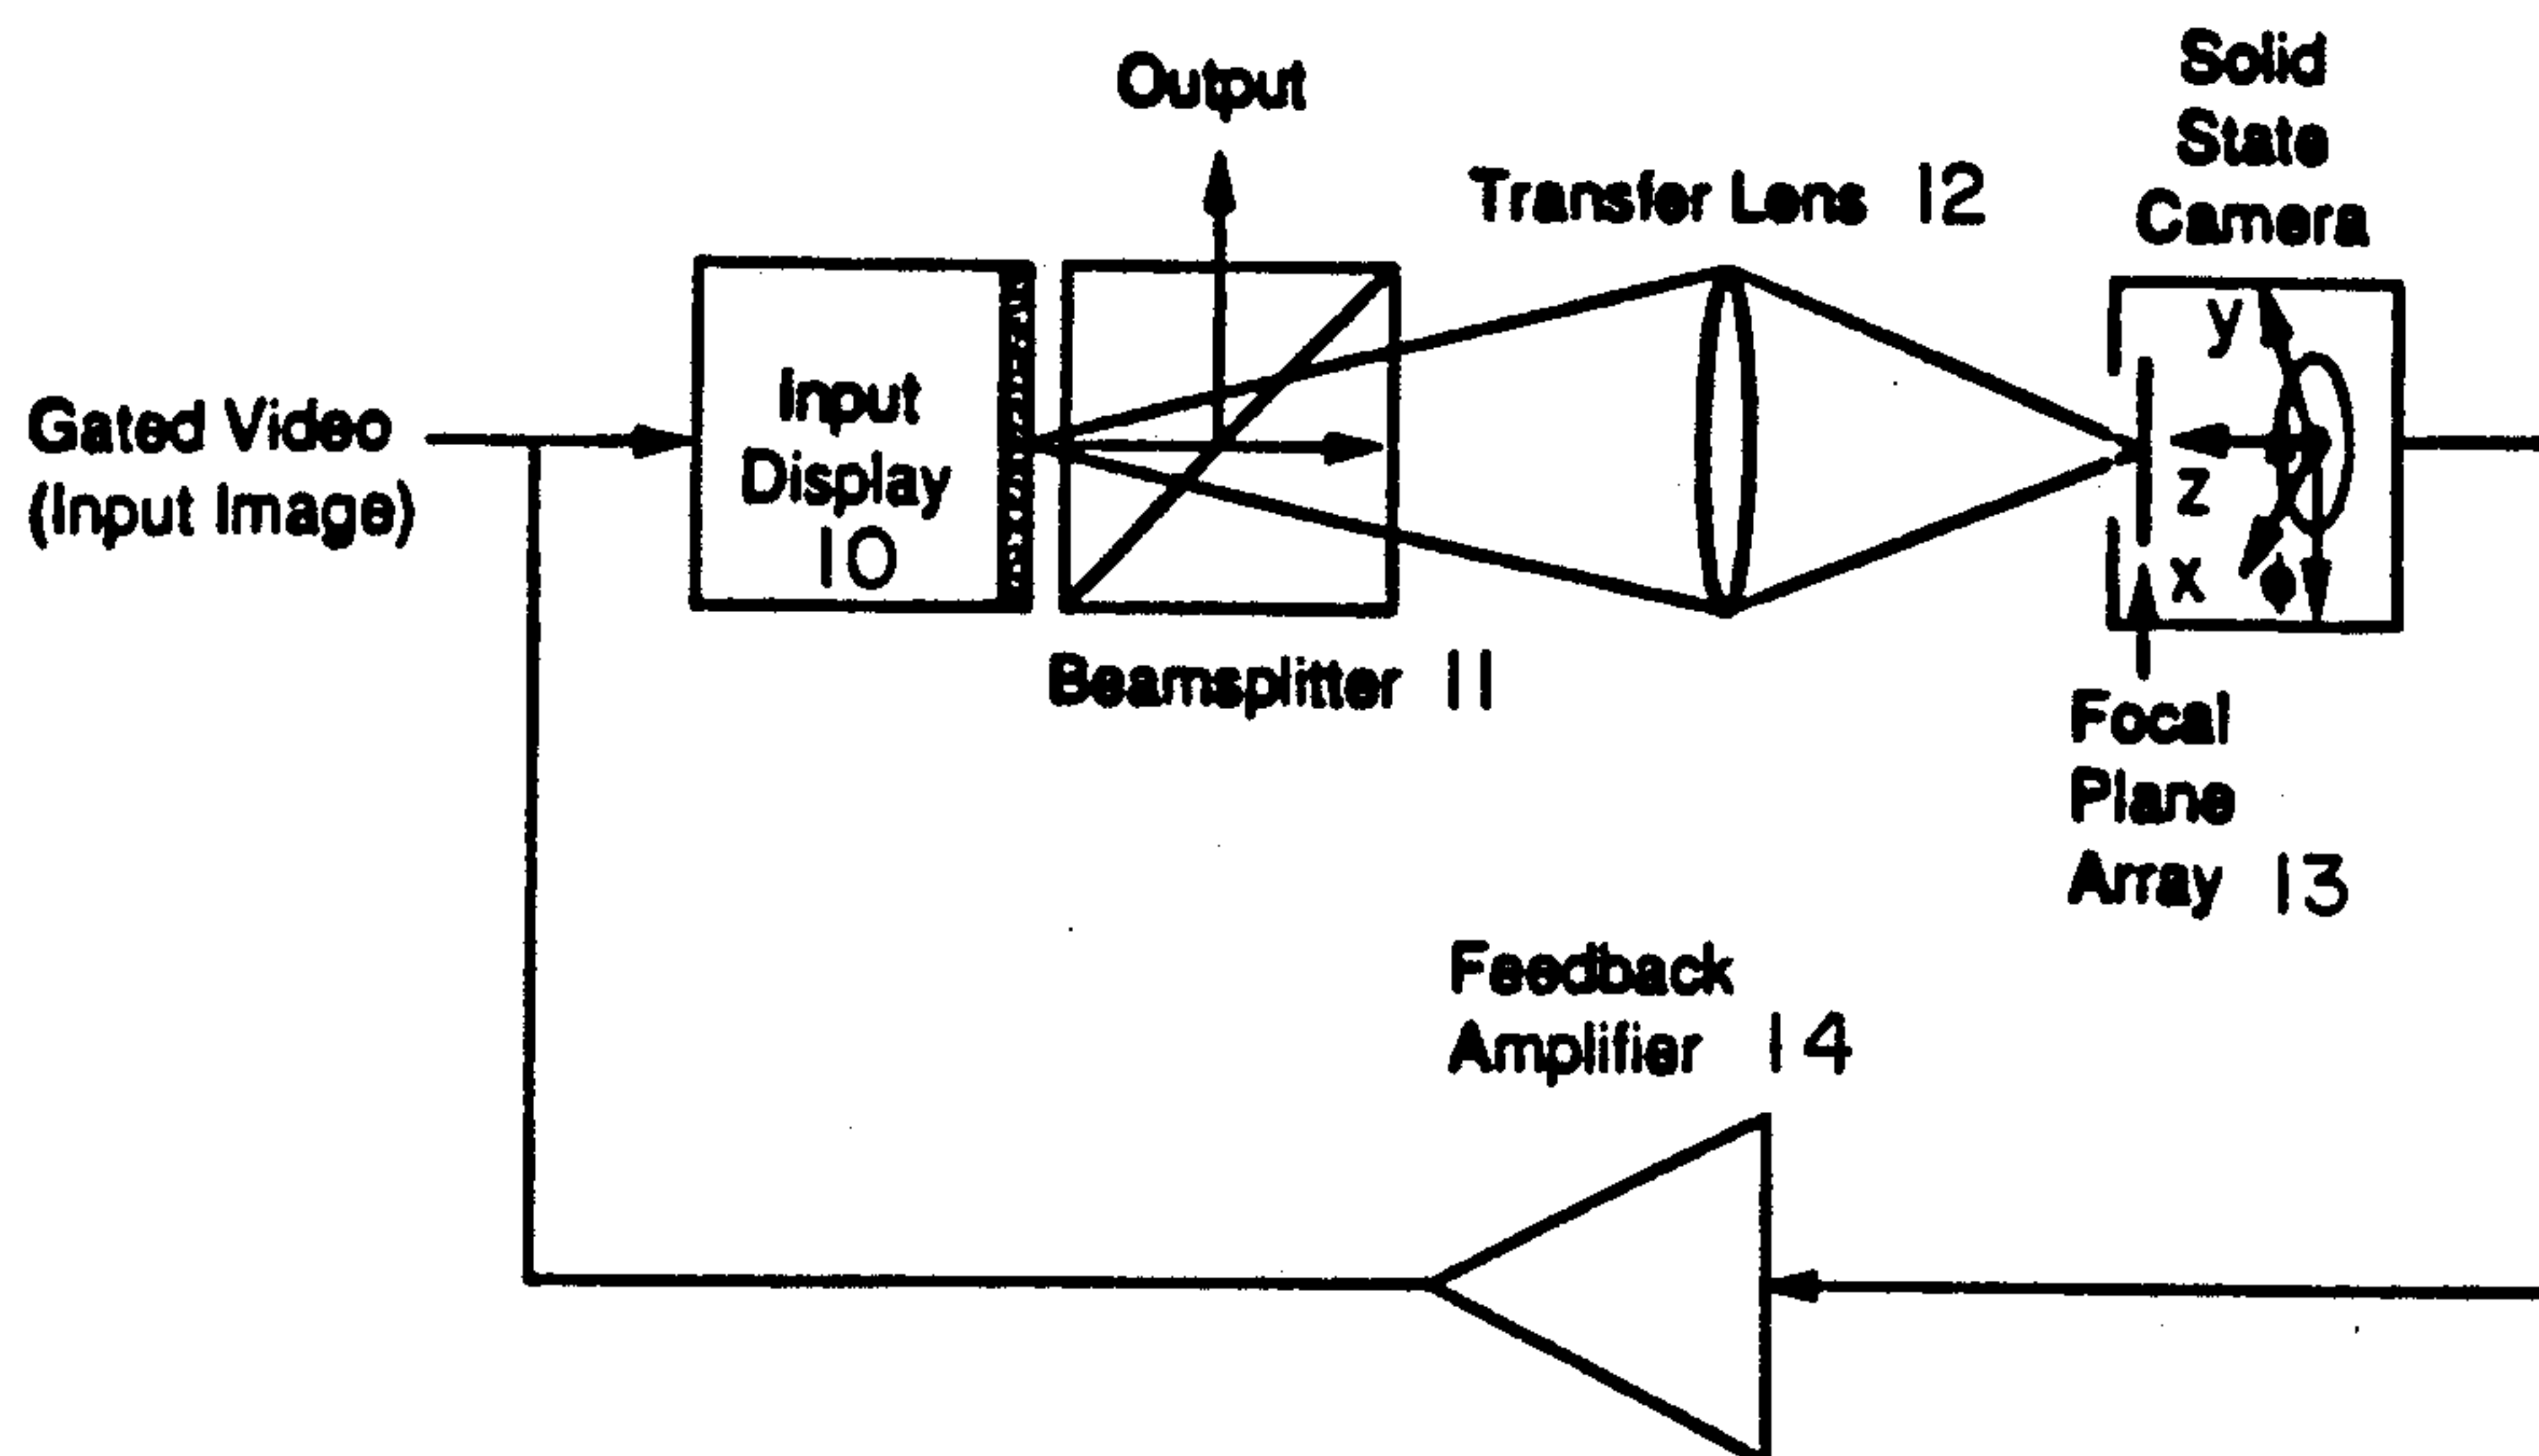 Output
Solid
State
Camera
Transfer Lens 12
Gated Video
(Input Image)
Input
Display
10
y
z
x
ϕ
Beamsplitter 11
Focal
Plane
Array 13
Feedback
Amplifier 14